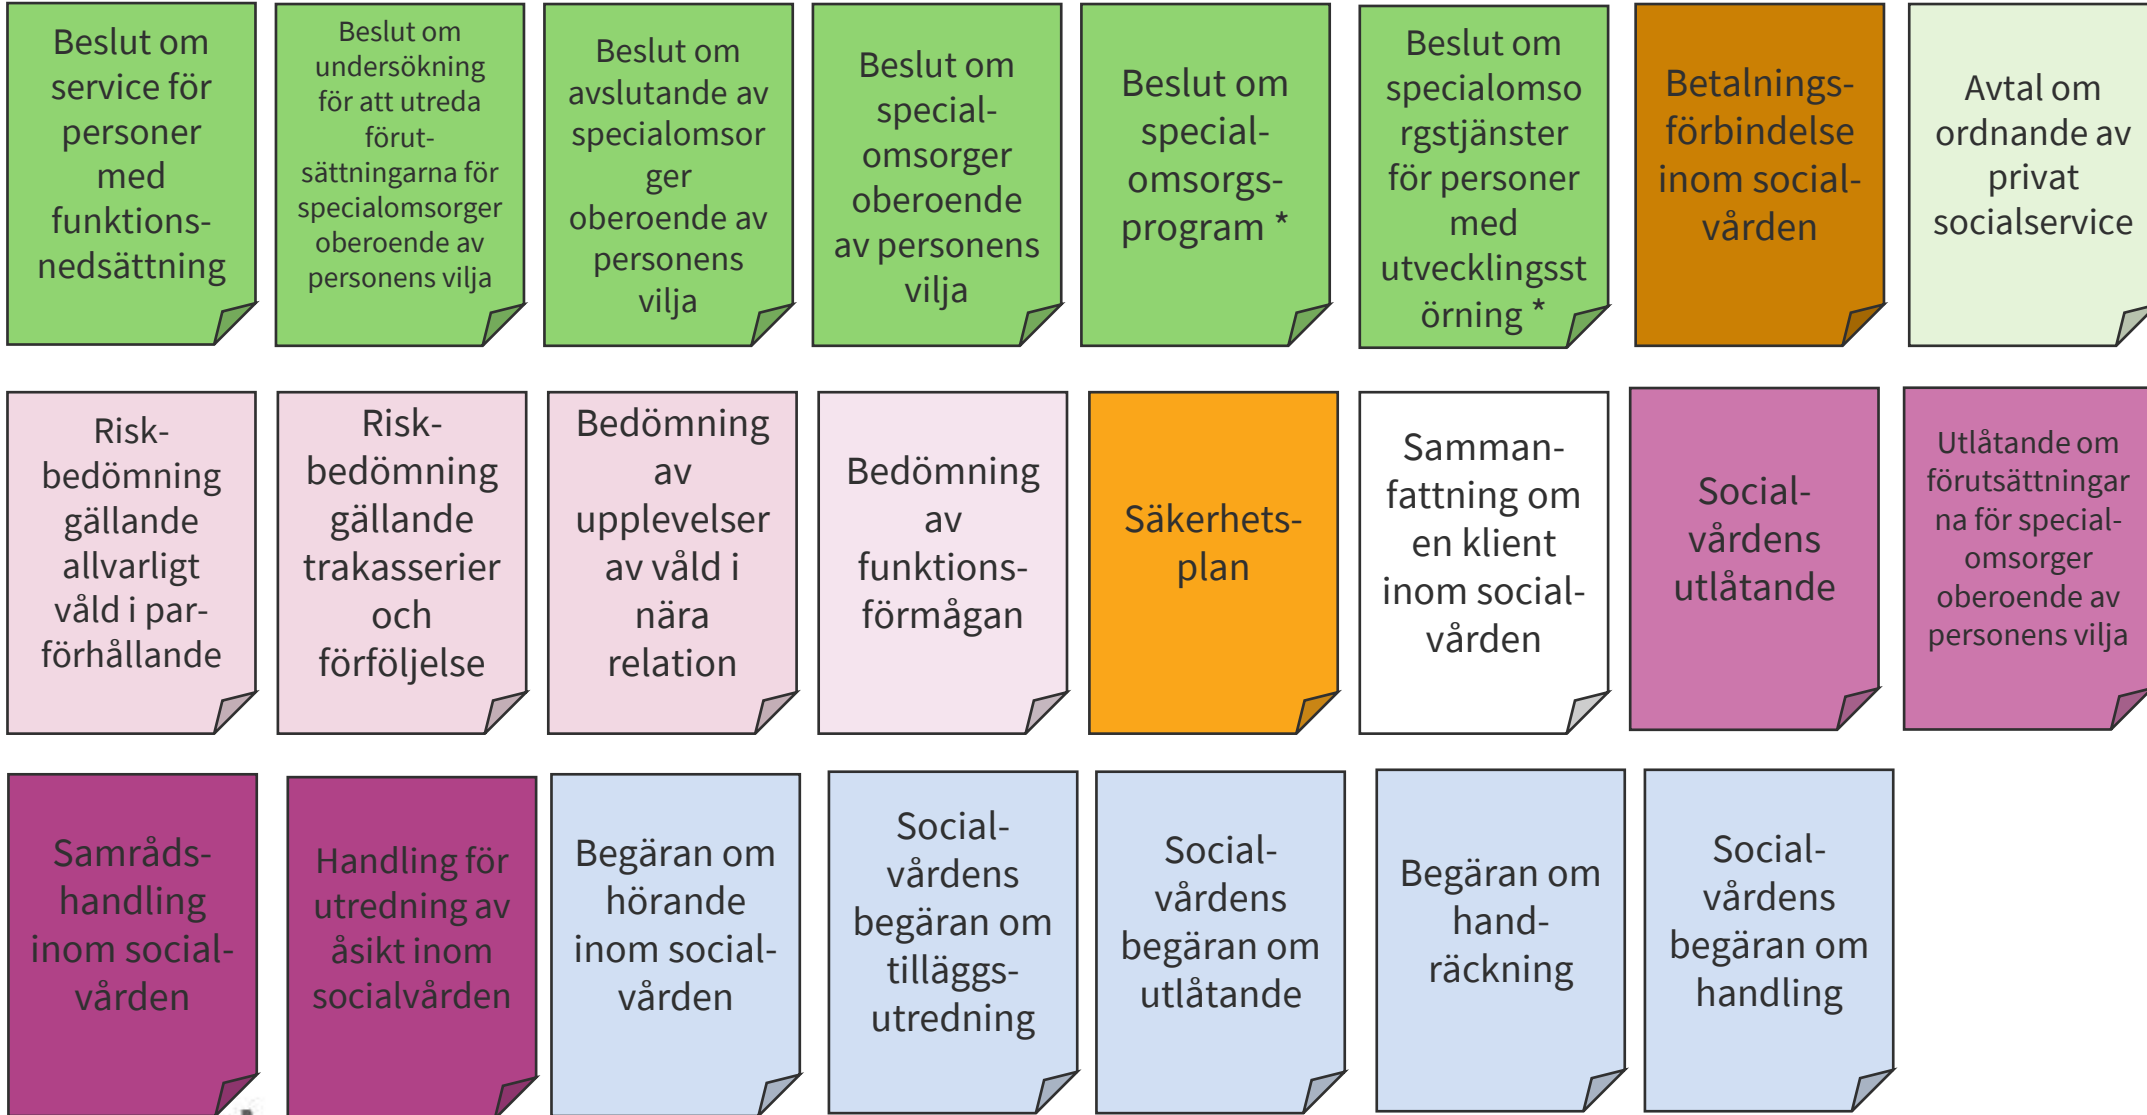 Beslut om
service för
personer
med
funktions-
nedsättning
Beslut om
undersökning
för att utreda
förut-
sättningarna för
specialomsorger
oberoende av
personens vilja
Beslut om
avslutande av
specialomsor
ger
oberoende av
personens
vilja
Beslut om
special-
omsorger
oberoende
av personens
vilja
Beslut om
special-
omsorgs-
program *
Beslut om
specialomso
rgstjänster
för personer
med
utvecklingsst
örning *
Betalnings-
förbindelse
inom social-
vården
Avtal om
ordnande av
privat
socialservice
Risk-
bedömning
gällande
allvarligt
våld i par-
förhållande
Risk-
bedömning
gällande
trakasserier
och
förföljelse
Bedömning
av
upplevelser
av våld i
nära
relation
Bedömning
av
funktions-
förmågan
Säkerhets-
plan
Samman-
fattning om
en klient
inom social-
vården
Social-
vårdens
utlåtande
Utlåtande om
förutsättningar
na för special-
omsorger
oberoende av
personens vilja
Samråds-
handling
inom social-
vården
Handling för
utredning av
åsikt inom
socialvården
Begäran om
hörande
inom social-
vården
Social-
vårdens
begäran om
tilläggs-
utredning
Social-
vårdens
begäran om
utlåtande
Begäran om
hand-
räckning
Social-
vårdens
begäran om
handling